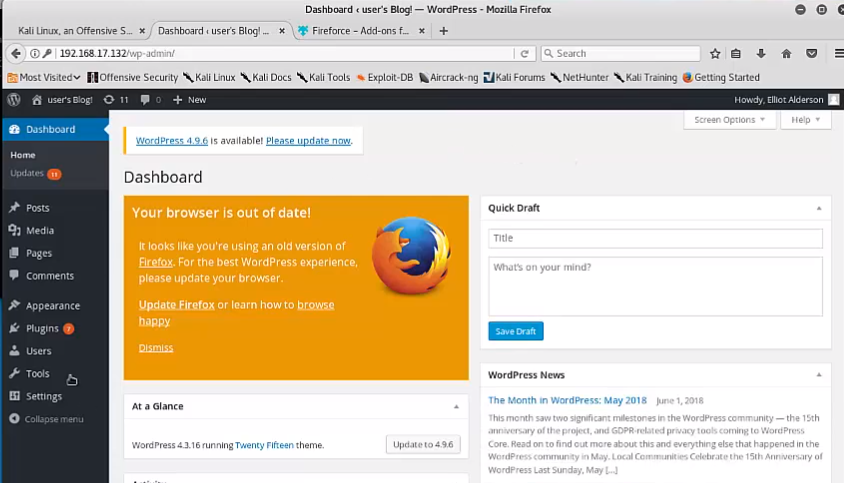 Dashboard ‹ user's Blog! — WordPress - Mozilla Firefox
Kali Linux, an Offensive S...
Dashboard ‹ user's Blog! ...
Fireforce – Add-ons f...
192.168.17.132/wp-admin/
Search
Most Visited
Offensive Security
Kali Linux
Kali Docs
Kali Tools
Exploit-DB
Aircrack-ng
Kali Forums
NetHunter
Kali Training
Getting Started
user's Blog!
11
0
New
Howdy, Elliot Alderson
Dashboard
Home
Updates 11
Posts
Media
Pages
Comments
Appearance
Plugins 7
Users
Tools
Settings
Collapse menu
Screen Options
Help
WordPress 4.9.6 is available! Please update now.
Dashboard
Your browser is out of date!
It looks like you're using an old version of
Firefox. For the best WordPress experience,
please update your browser.
Update Firefox or learn how to browse
happy
Dismiss
At a Glance
WordPress 4.3.16 running Twenty Fifteen theme.
Update to 4.9.6
Activity
Quick Draft
Title
What's on your mind?
Save Draft
WordPress News
The Month in WordPress: May 2018 June 1, 2018
This month saw two significant milestones in the WordPress community — the 15th
anniversary of the project, and GDPR-related privacy tools coming to WordPress
Core. Read on to find out more about this and everything else that happened in the
WordPress community in May. Local Communities Celebrate the 15th Anniversary of
WordPress Last Sunday, May [...]